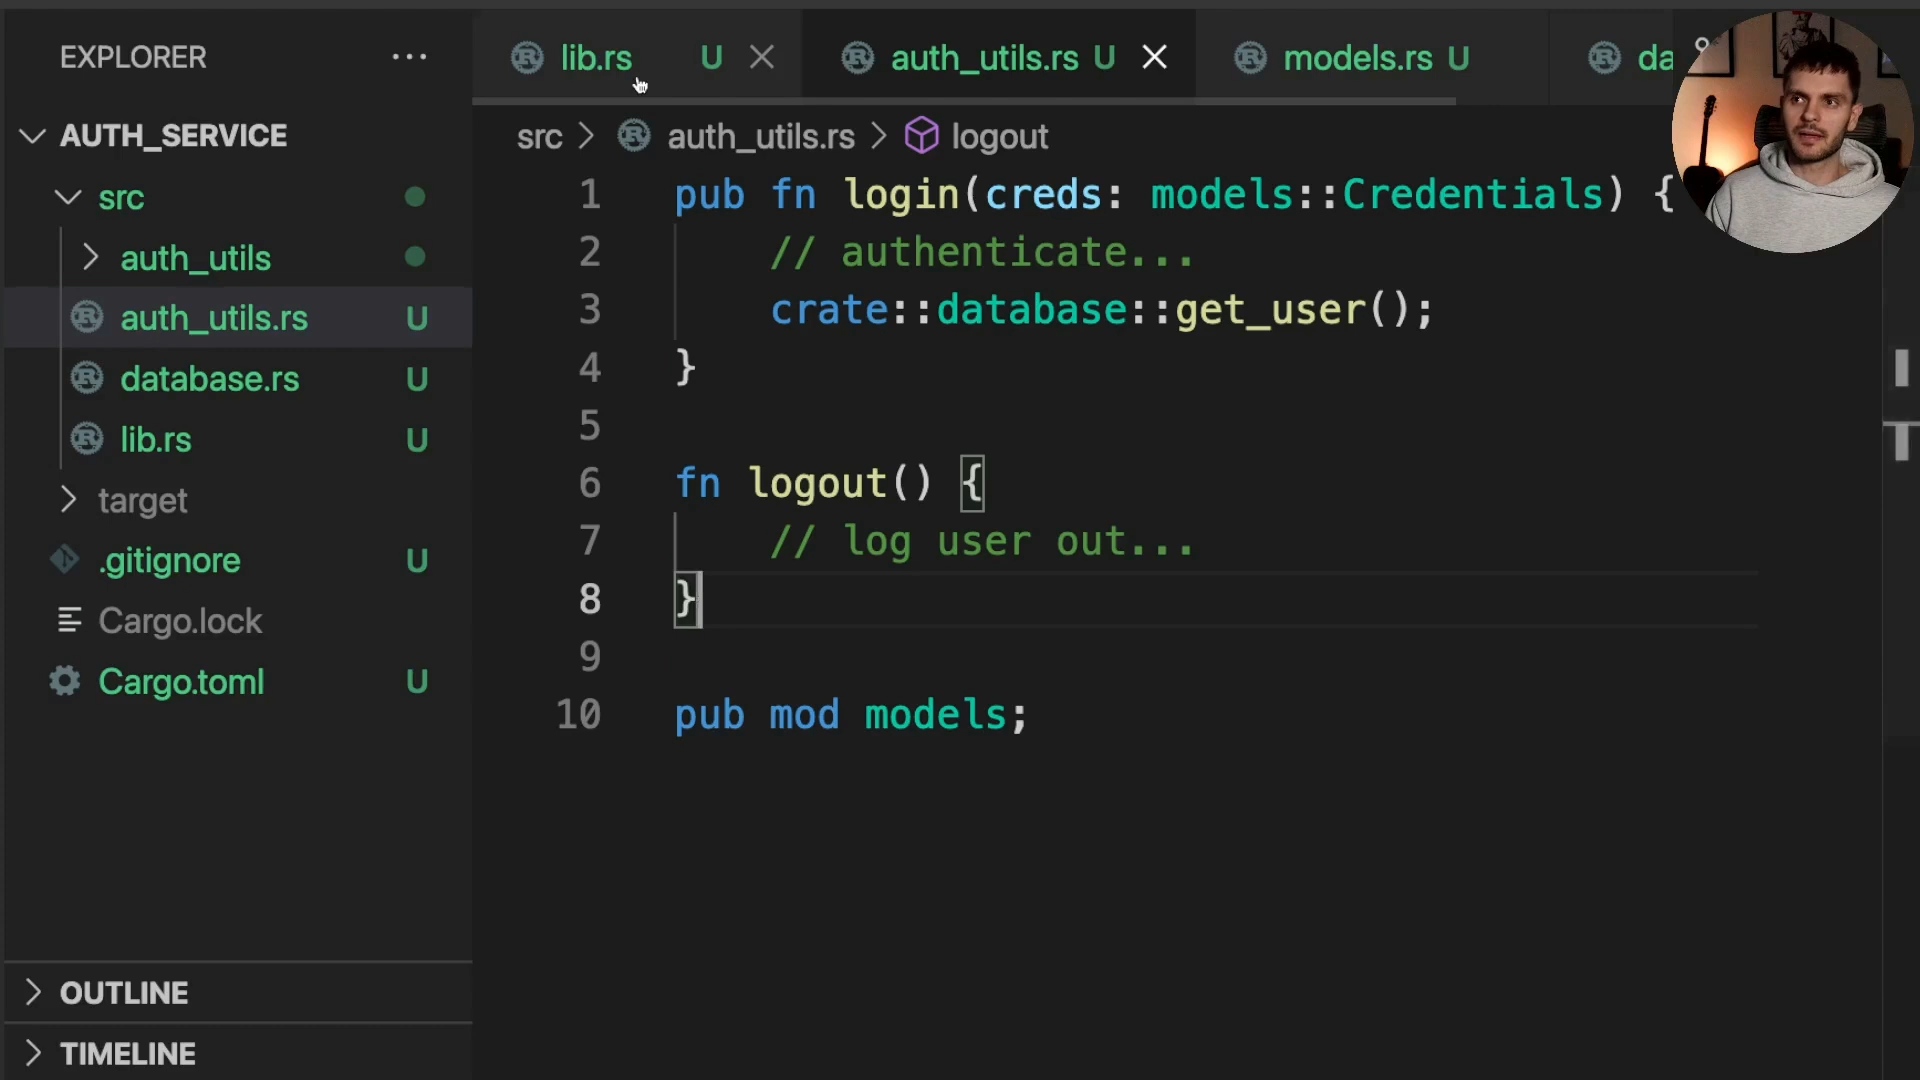 EXPLORER ...
AUTH_SERVICE
src
auth_utils
auth_utils.rs U
database.rs U
lib.rs U
target
.gitignore U
Cargo.lock
Cargo.toml U
OUTLINE
TIMELINE
lib.rs U auth_utils.rs U models.rs U da
src > auth_utils.rs > logout
1 pub fn login(creds: models::Credentials) {
2 // authenticate...
3 crate::database::get_user();
4 }
5
6 fn logout() {
7 // log user out...
8 }
9
10 pub mod models;